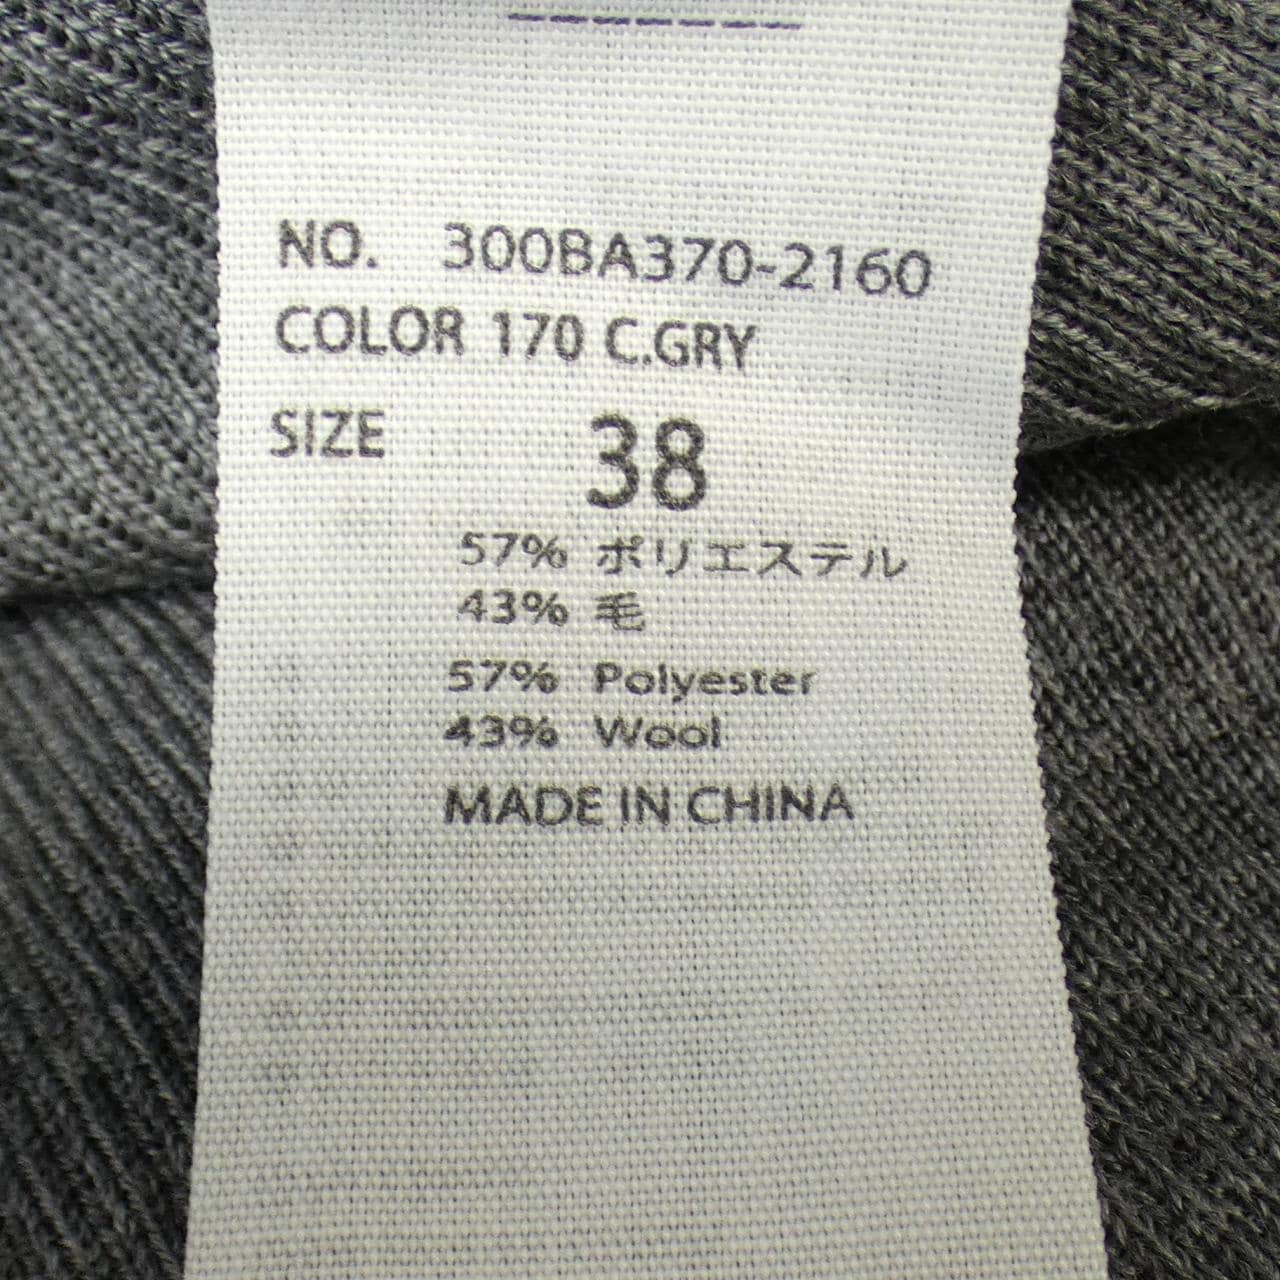 NO. 300BA370-2160
COLOR 170 C.GRY
SIZE 38
57% ポリエステル
43% 毛
57% Polyester
43% Wool
MADE IN CHINA